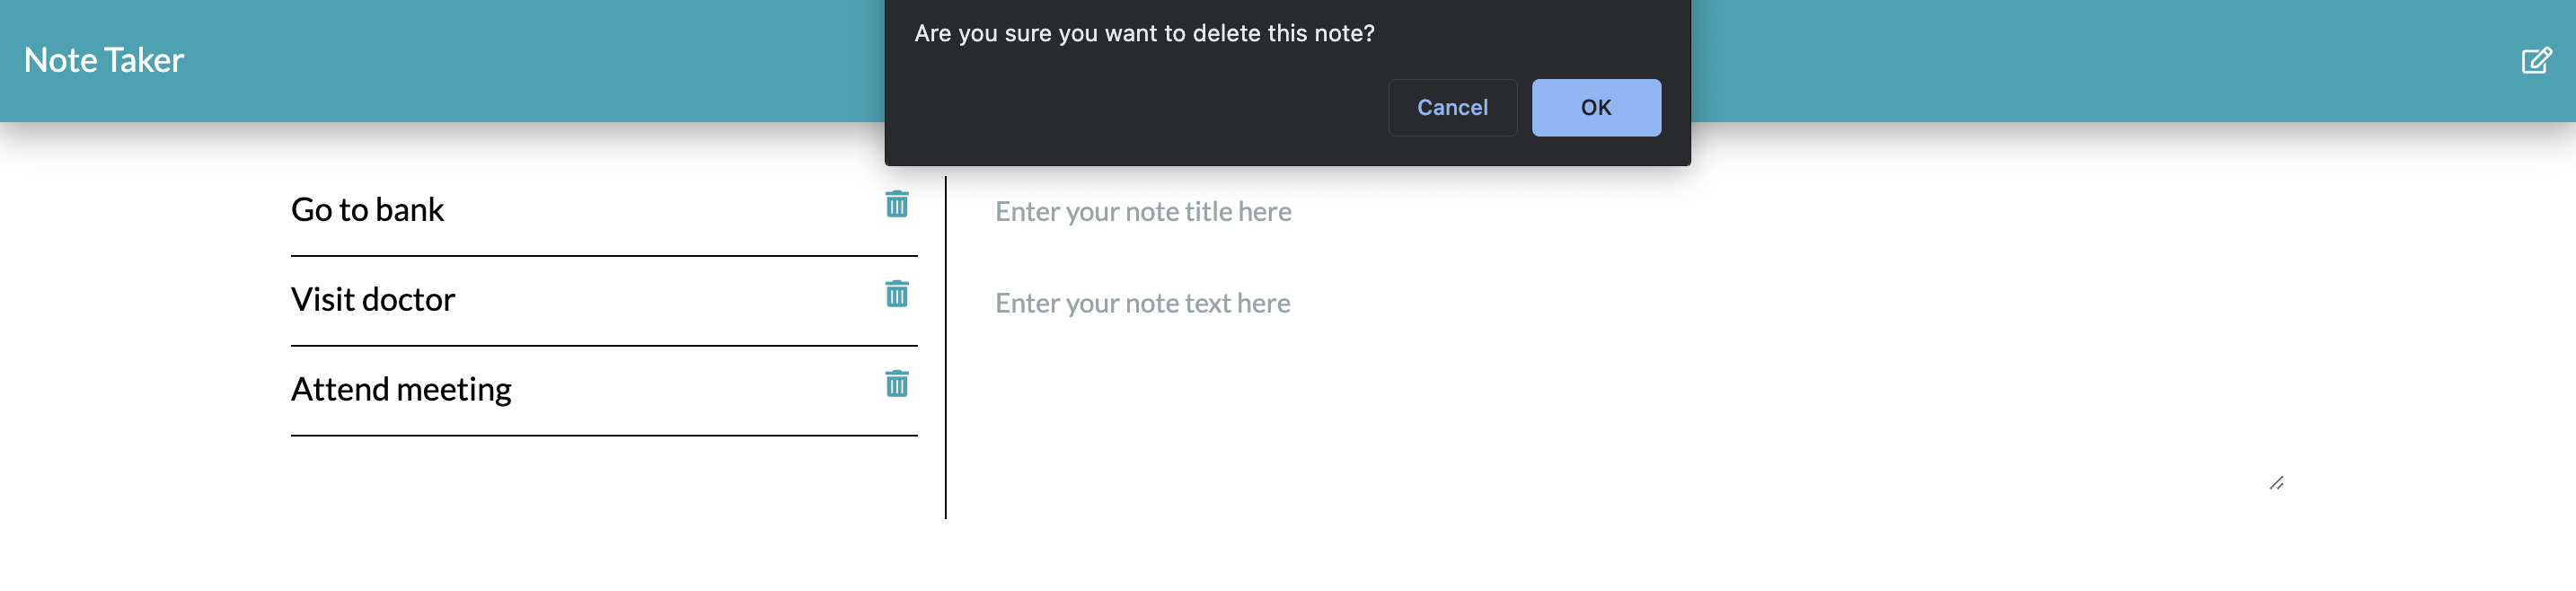 Note Taker
Are you sure you want to delete this note?
Cancel
OK
Go to bank
Visit doctor
Attend meeting
Enter your note title here
Enter your note text here